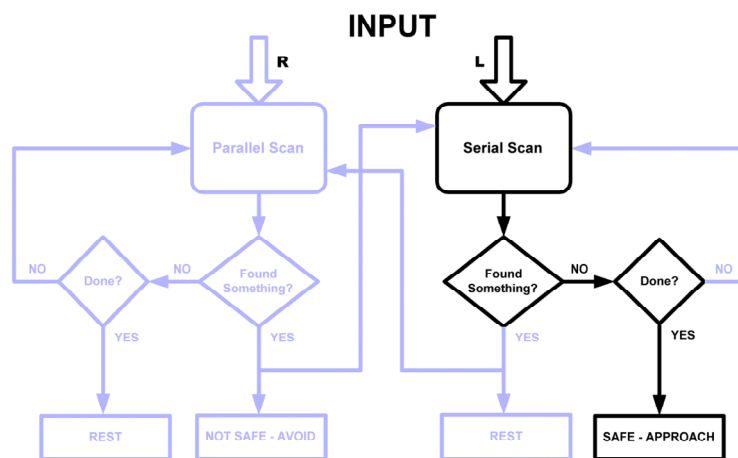 INPUT
R
L
Parallel Scan
Serial Scan
Done?
NO
Found
Something?
Found
Something?
NO
Done?
NO
NO
YES
YES
YES
YES
REST
NOT SAFE - AVOID
REST
SAFE - APPROACH